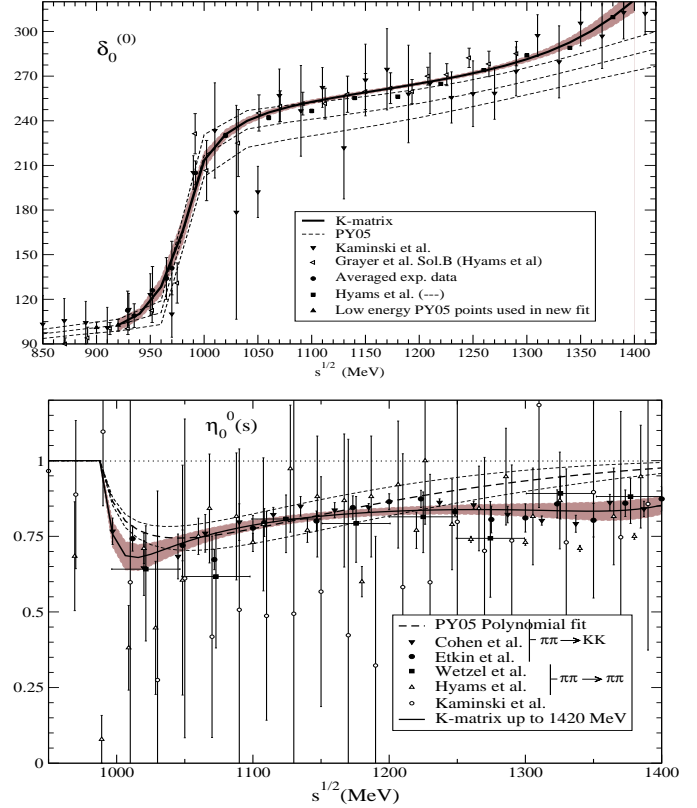 300
270
240
210
180
150
120
90
δ₀⁽⁰⁾
K-matrix
PY05
Kaminski et al.
Grayer et al. Sol.B (Hyams et al)
Averaged exp. data
Hyams et al. (---)
Low energy PY05 points used in new fit
850 900 950 1000 1050 1100 1150 1200 1250 1300 1350 1400
s^{1/2} (MeV)
η₀⁰(s)
1
0.75
0.5
0.25
0
PY05 Polynomial fit
Cohen et al.
ππ→KK
Etkin et al.
Wetzel et al.
ππ→ππ
Hyams et al.
Kaminski et al.
K-matrix up to 1420 MeV
1000 1100 1200 1300 1400
s^{1/2}(MeV)